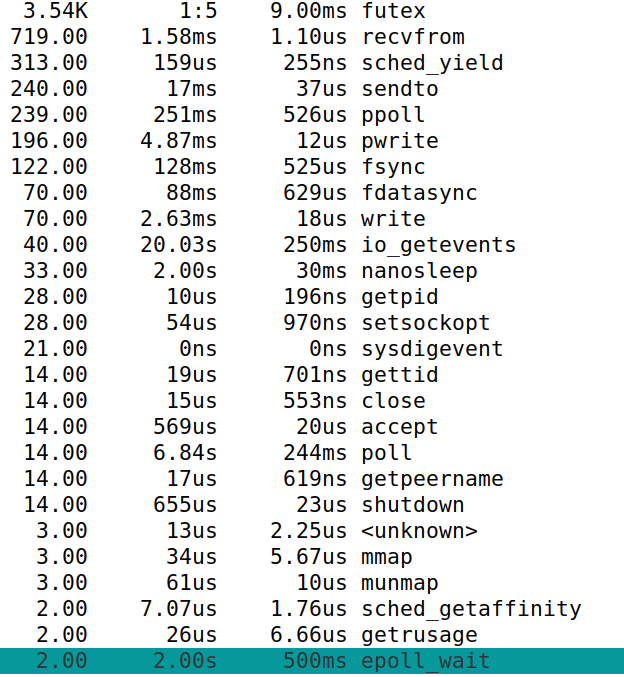 3.54K 1:5 9.00ms futex
719.00 1.58ms 1.10us recvfrom
313.00 159us 255ns sched_yield
240.00 17ms 37us sendto
239.00 251ms 526us ppoll
196.00 4.87ms 12us pwrite
122.00 128ms 525us fsync
70.00 88ms 629us fdatasync
70.00 2.63ms 18us write
40.00 20.03s 250ms io_getevents
33.00 2.00s 30ms nanosleep
28.00 10us 196ns getpid
28.00 54us 970ns setsockopt
21.00 0ns 0ns sysdigevent
14.00 19us 701ns gettid
14.00 15us 553ns close
14.00 569us 20us accept
14.00 6.84s 244ms poll
14.00 17us 619ns getpeername
14.00 655us 23us shutdown
3.00 13us 2.25us <unknown>
3.00 34us 5.67us mmap
3.00 61us 10us munmap
2.00 7.07us 1.76us sched_getaffinity
2.00 26us 6.66us getrusage
2.00 2.00s 500ms epoll_wait